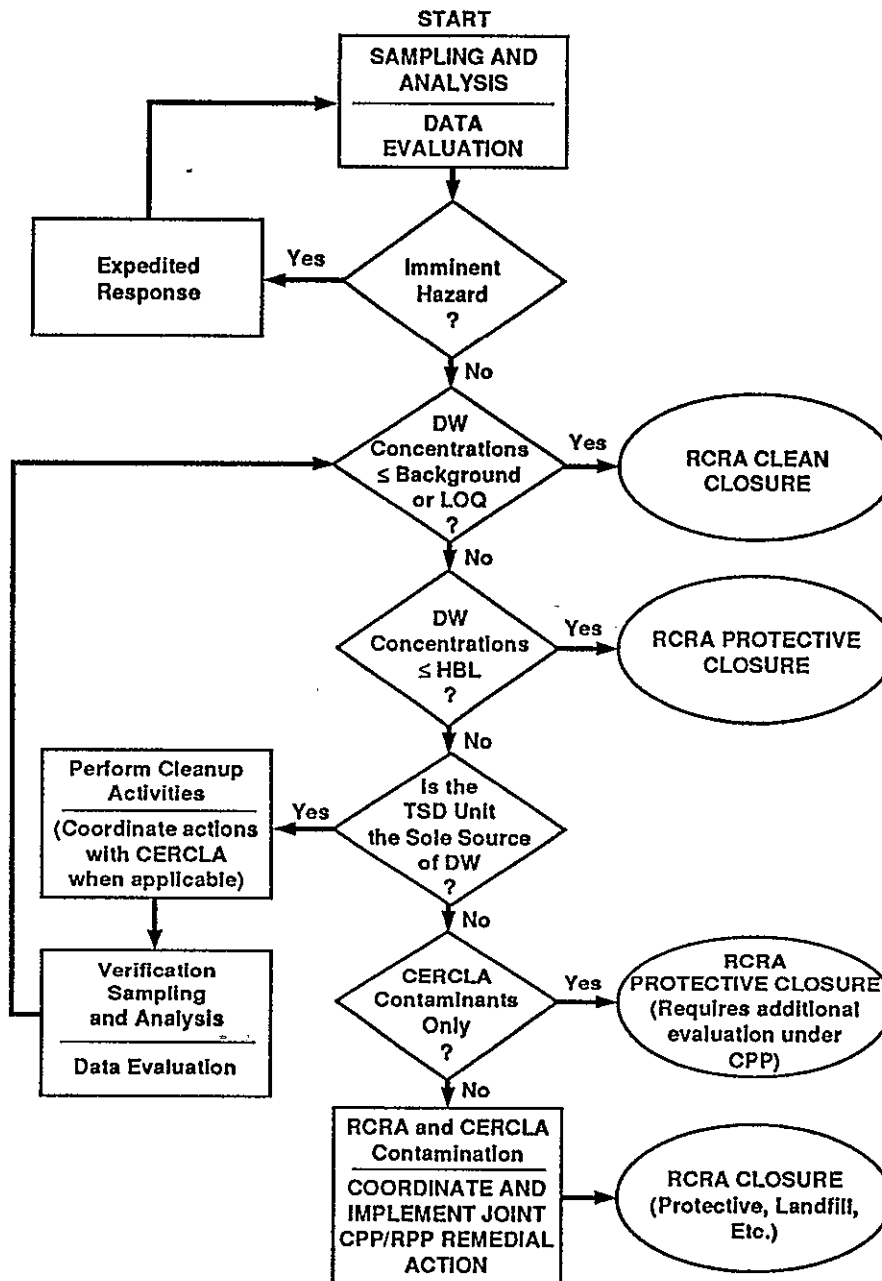 START
SAMPLING AND
ANALYSIS
DATA
EVALUATION
Expedited
Response
Yes
Imminent
Hazard
?
No
DW
Concentrations
≤ Background
or LOQ
?
Yes
RCRA CLEAN
CLOSURE
No
DW
Concentrations
≤ HBL
?
Yes
RCRA PROTECTIVE
CLOSURE
No
Is the
TSD Unit
the Sole Source
of DW
?
Yes
Perform Cleanup
Activities
(Coordinate actions
with CERCLA
when applicable)
Verification
Sampling
and Analysis
Data Evaluation
No
CERCLA
Contaminants
Only
?
Yes
RCRA
PROTECTIVE CLOSURE
(Requires additional
evaluation under
CPP)
No
RCRA and CERCLA
Contamination
COORDINATE AND
IMPLEMENT JOINT
CPP/RPP REMEDIAL
ACTION
RCRA CLOSURE
(Protective, Landfill,
Etc.)